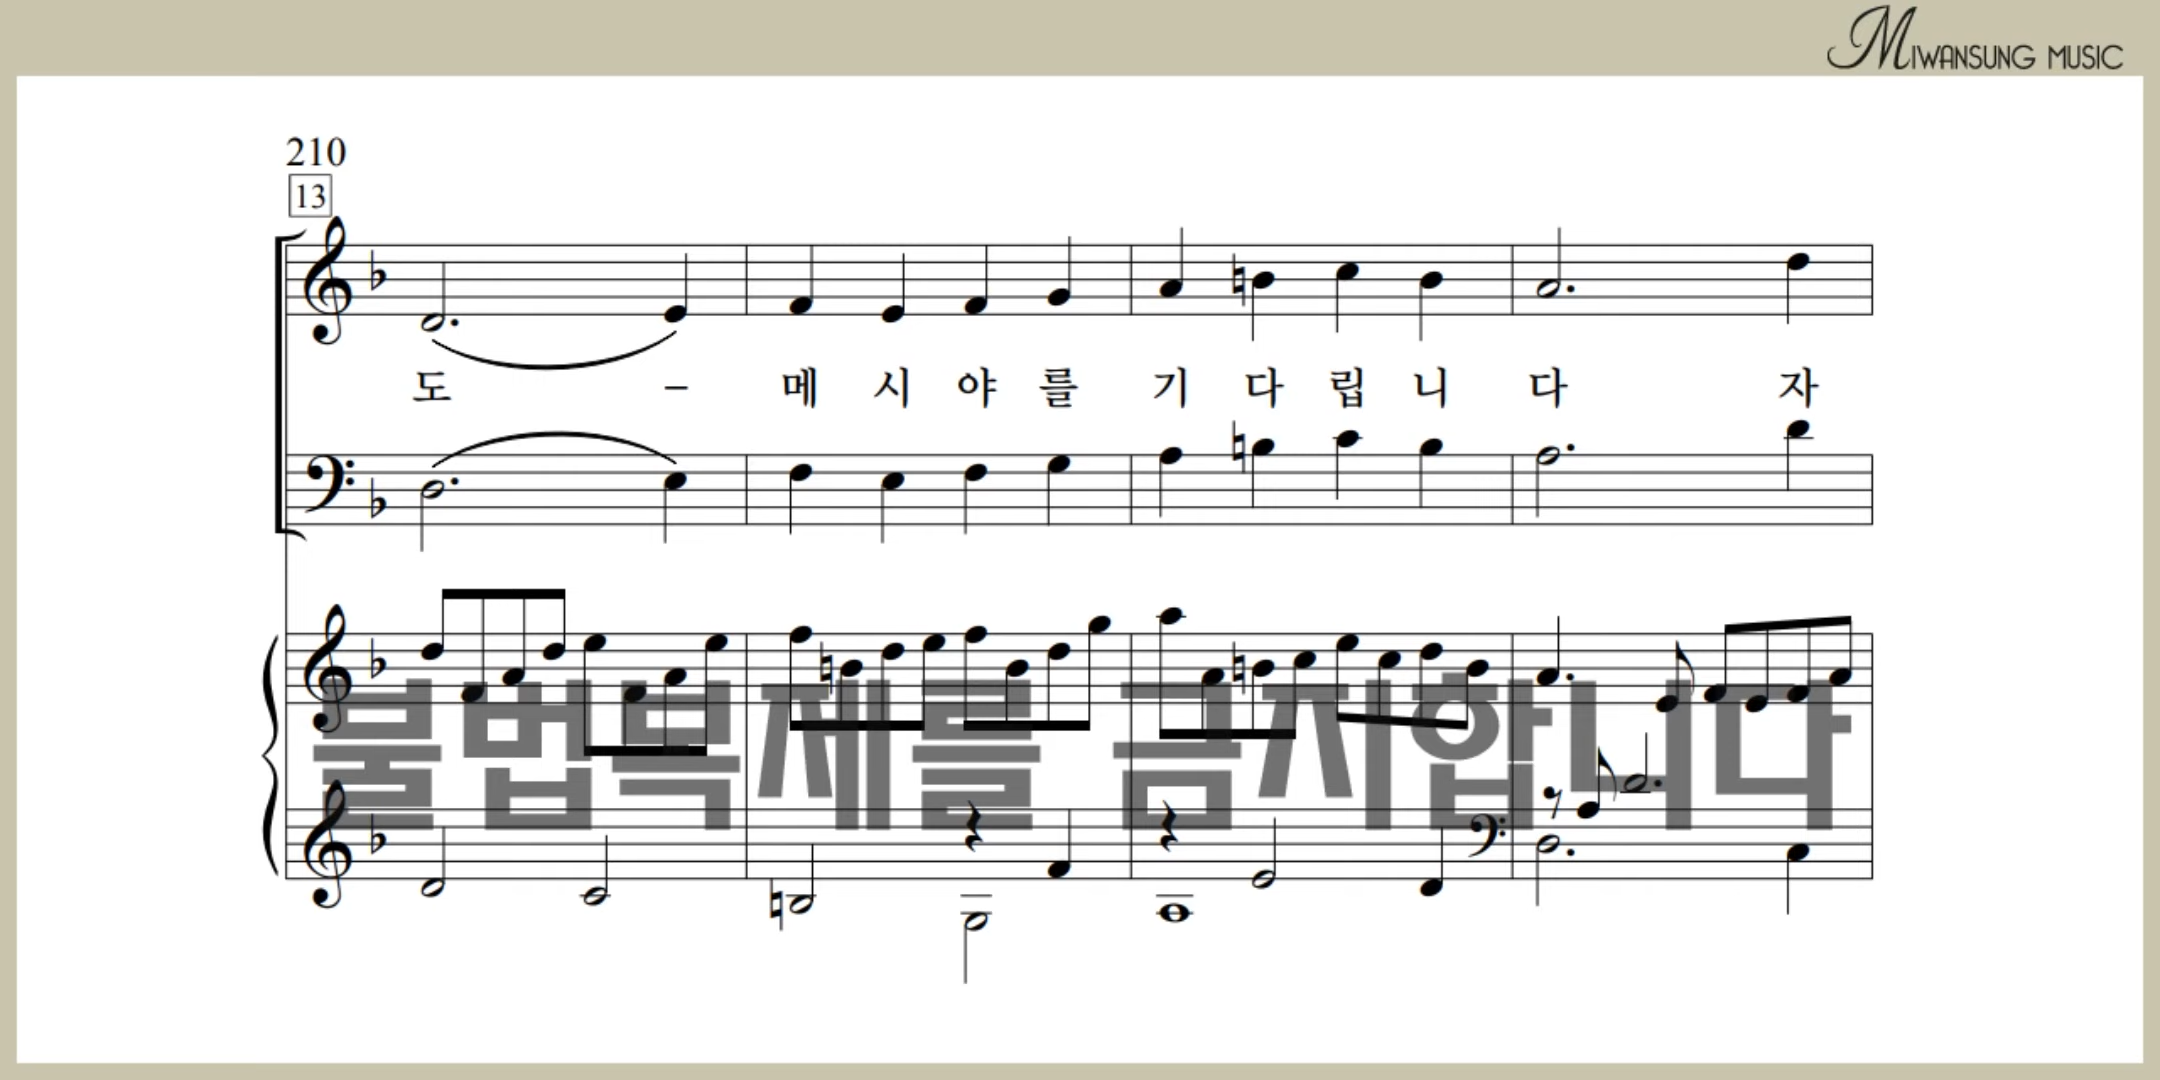 MIWANSUNG MUSIC
210
13
도 – 메 시 야 를 기 다 립 니 다 자
불법복제를 금지합니다